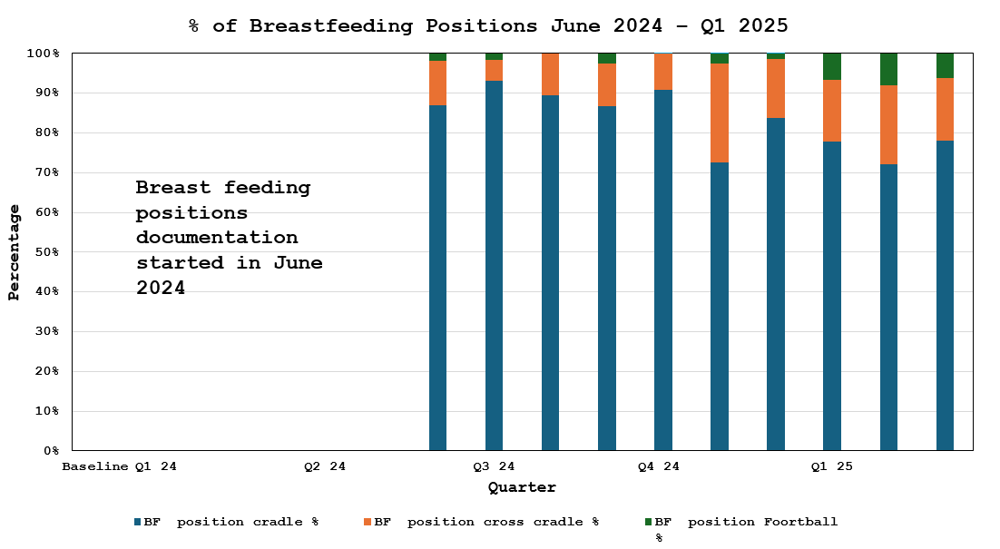 % of Breastfeeding Positions June 2024 – Q1 2025
100%
90%
80%
70%
60%
50%
40%
30%
20%
10%
0%
Percentage
Breast feeding
positions
documentation
started in June
2024
Baseline Q1 24 Q2 24 Q3 24 Q4 24 Q1 25
Quarter
BF position cradle % BF position cross cradle % BF position Foortball
%